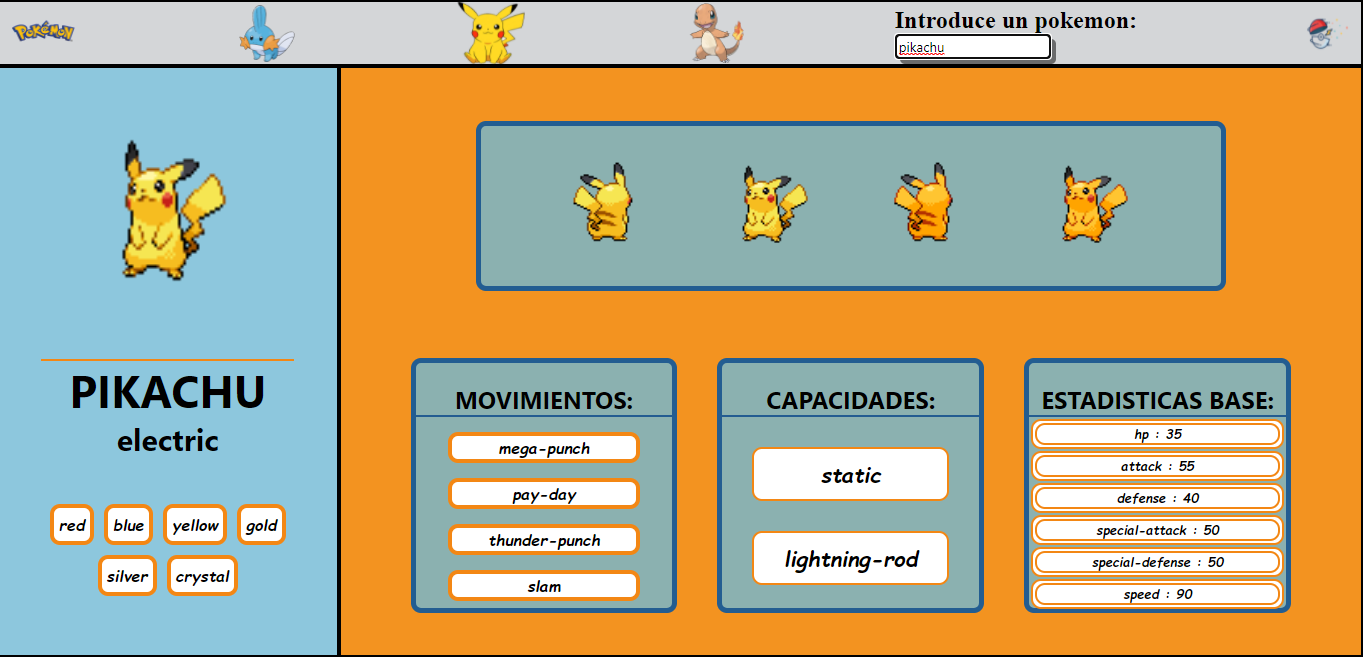 Pokémon
Introduce un pokemon:
pikachu
PIKACHU
electric
red blue yellow gold
silver crystal
MOVIMIENTOS:
mega-punch
pay-day
thunder-punch
slam
CAPACIDADES:
static
lightning-rod
ESTADISTICAS BASE:
hp : 35
attack : 55
defense : 40
special-attack : 50
special-defense : 50
speed : 90